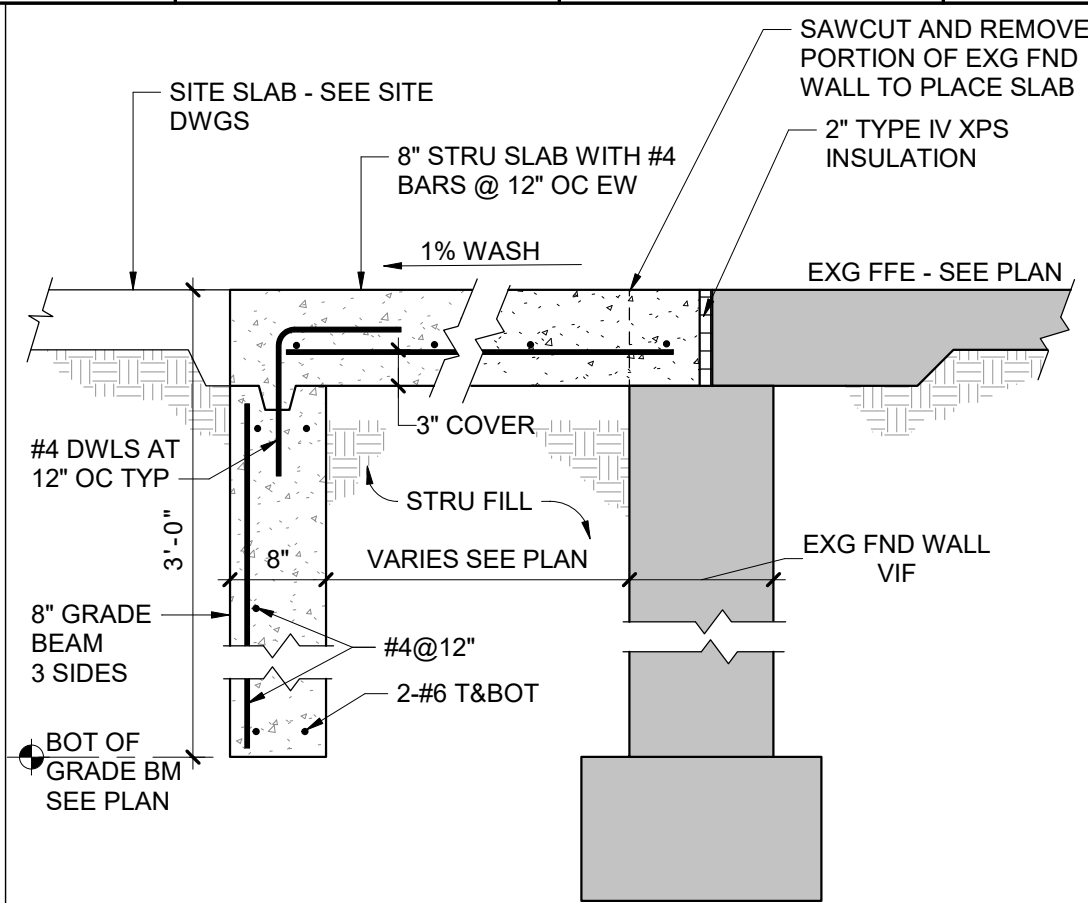 SAWCUT AND REMOVE
PORTION OF EXG FND
WALL TO PLACE SLAB
SITE SLAB - SEE SITE
DWGS
2" TYPE IV XPS
INSULATION
8" STRU SLAB WITH #4
BARS @ 12" OC EW
1% WASH
EXG FFE - SEE PLAN
3" COVER
#4 DWLS AT
12" OC TYP
STRU FILL
3'-0"
8"
VARIES SEE PLAN
EXG FND WALL
VIF
8" GRADE
BEAM
3 SIDES
#4@12"
2-#6 T&BOT
BOT OF
GRADE BM
SEE PLAN